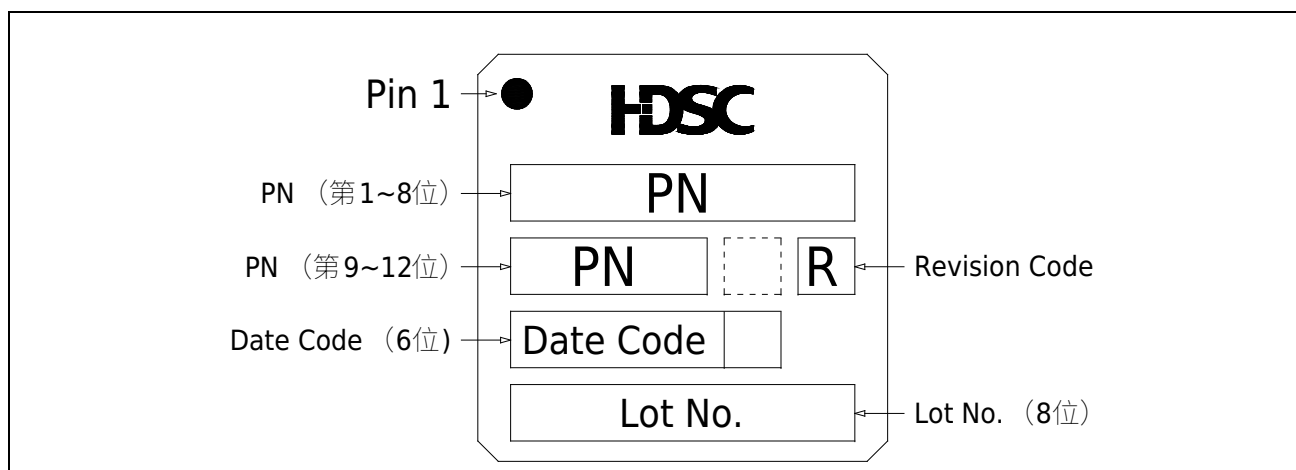 Pin 1 HDSC
PN （第1~8位） PN
PN （第9~12位） PN R Revision Code
Date Code （6位) Date Code
Lot No. Lot No. （8位）